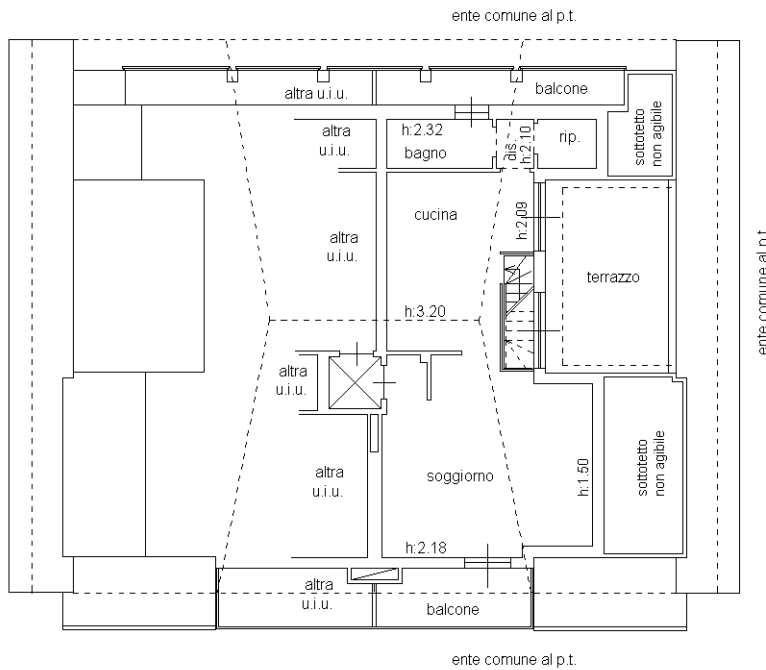 ente comune al p.t.
altra u.i.u.
balcone
altra
u.i.u.
h:2.32
bagno
dis.
h:2.10
rip.
sottotetto
non agibile
cucina
h:2.09
altra
u.i.u.
terrazzo
ente comune al p.t.
h:3.20
altra
u.i.u.
altra
u.i.u.
soggiorno
h:1.50
sottotetto
non agibile
h:2.18
altra
u.i.u.
balcone
ente comune al p.t.